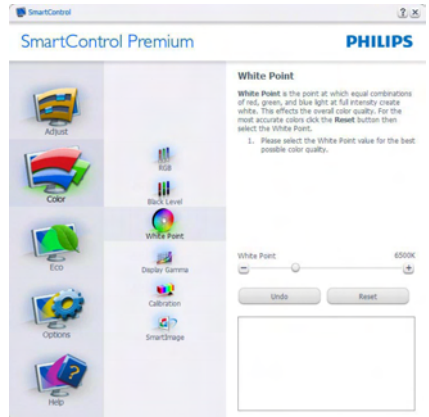 SmartControl
SmartControl Premium
PHILIPS
Adjust
Color
Eco
Options
Help
RGB
Black Level
White Point
Display Gamma
Calibration
SmartImage
White Point
White Point is the point at which equal combinations
of red, green, and blue light at full intensity create
white. This effects the overall color quality. For the
most accurate colors click the Reset button then
select the White Point.
1. Please select the White Point value for the best
possible color quality.
White Point 6500K
Undo Reset